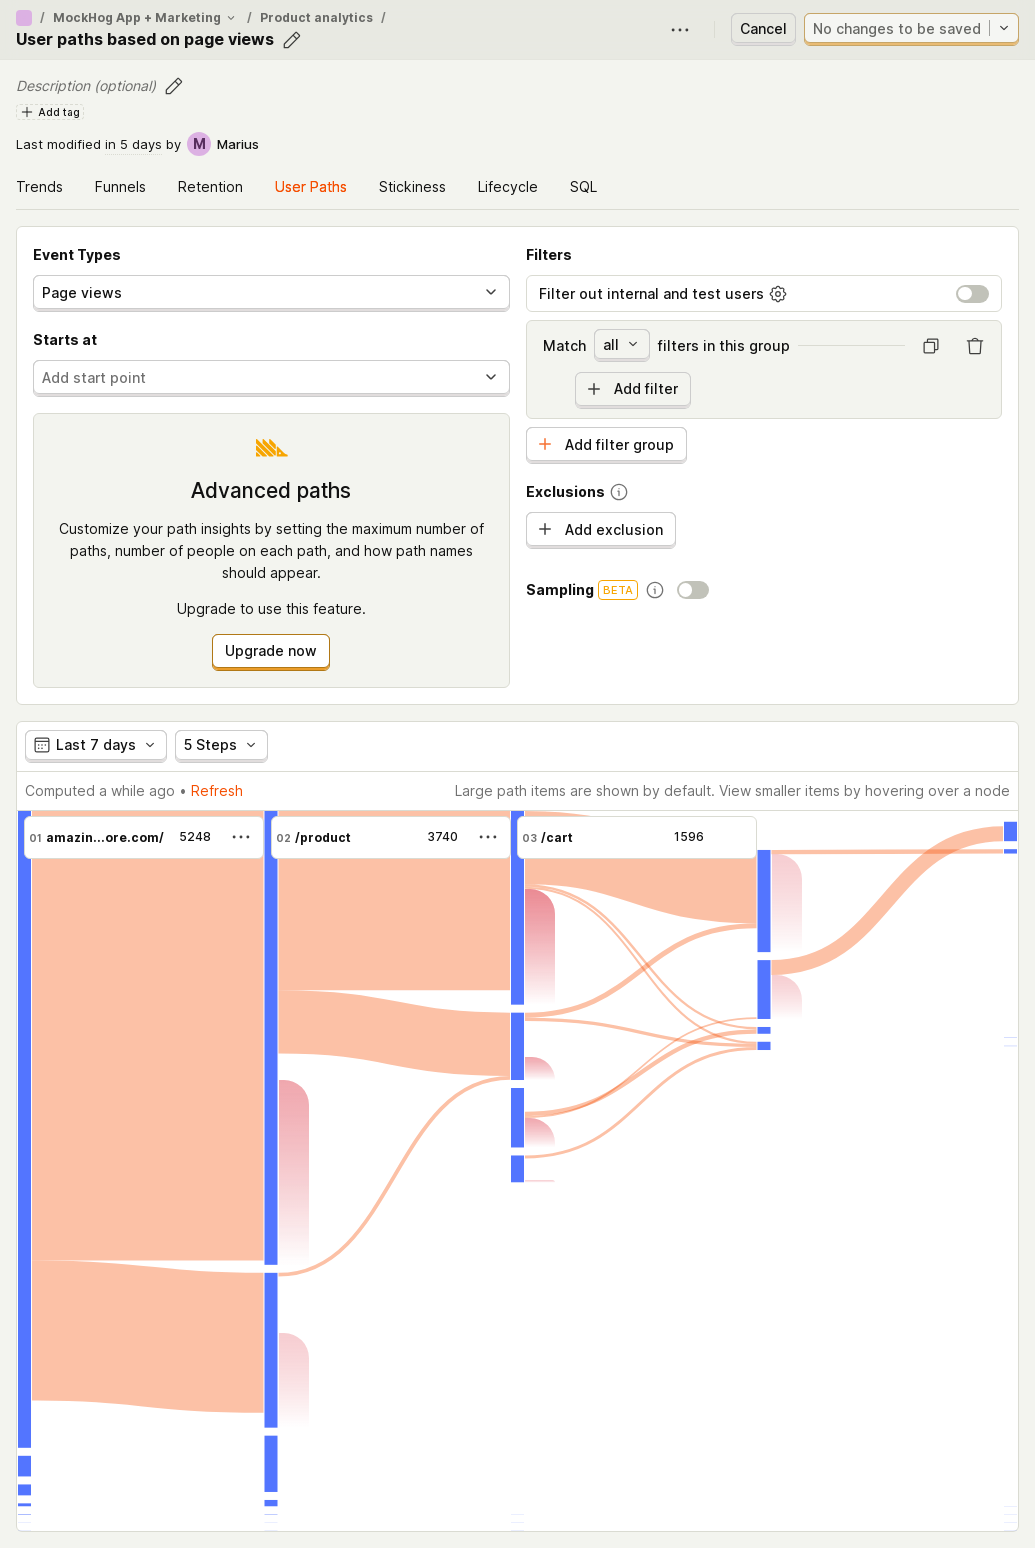 / MockHog App + Marketing / Product analytics /
User paths based on page views
Cancel
No changes to be saved
Description (optional)
Add tag
Last modified in 5 days by M Marius
Trends Funnels Retention User Paths Stickiness Lifecycle SQL
Event Types
Page views
Starts at
Add start point
Advanced paths
Customize your path insights by setting the maximum number of
paths, number of people on each path, and how path names
should appear.
Upgrade to use this feature.
Upgrade now
Filters
Filter out internal and test users
Match all filters in this group
Add filter
Add filter group
Exclusions
Add exclusion
Sampling BETA
Last 7 days 5 Steps
Computed a while ago • Refresh
Large path items are shown by default. View smaller items by hovering over a node
01 amazin...ore.com/ 5248
02 /product 3740
03 /cart 1596